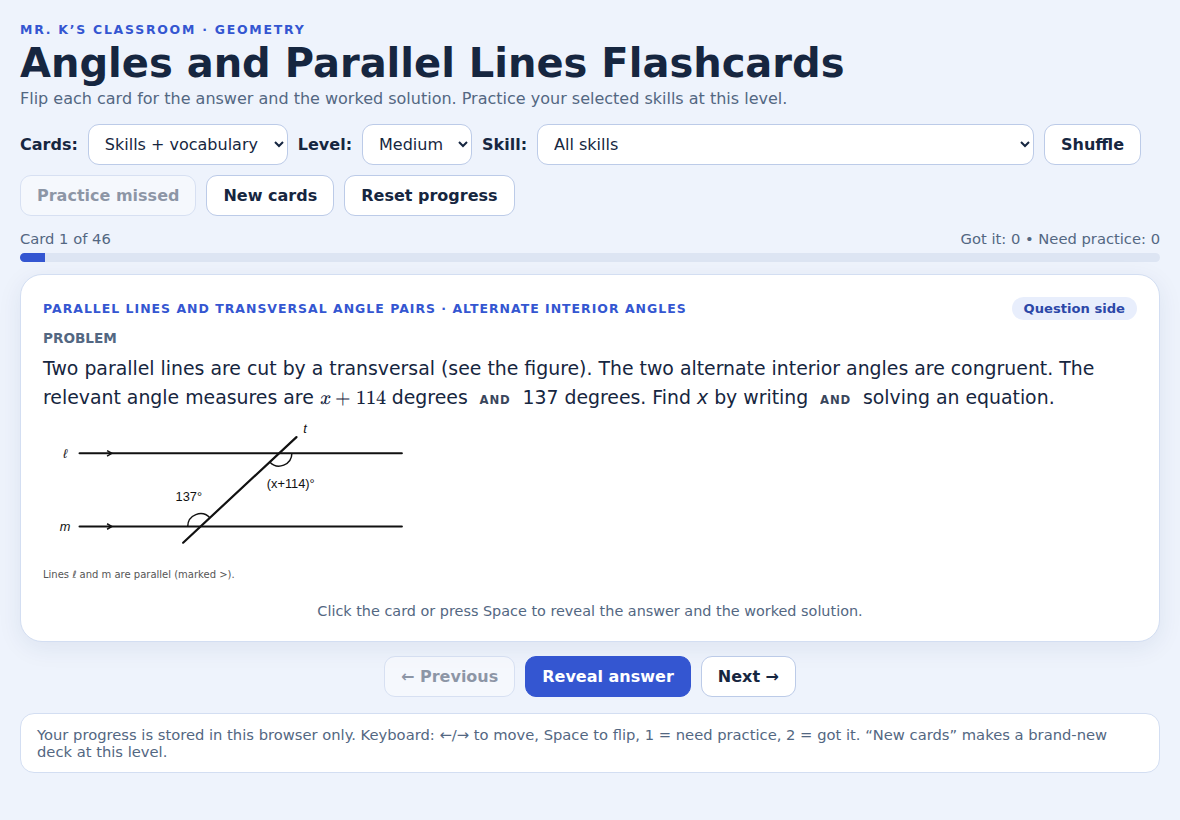 MR. K’S CLASSROOM · GEOMETRY
Angles and Parallel Lines Flashcards
Flip each card for the answer and the worked solution. Practice your selected skills at this level.
Cards: Skills + vocabulary Level: Medium Skill: All skills Shuffle
Practice missed New cards Reset progress
Card 1 of 46 Got it: 0 • Need practice: 0
PARALLEL LINES AND TRANSVERSAL ANGLE PAIRS · ALTERNATE INTERIOR ANGLES Question side
PROBLEM
Two parallel lines are cut by a transversal (see the figure). The two alternate interior angles are congruent. The
relevant angle measures are x + 114 degrees AND 137 degrees. Find x by writing AND solving an equation.
t
ℓ
(x+114)°
137°
m
Lines ℓ and m are parallel (marked >).
Click the card or press Space to reveal the answer and the worked solution.
← Previous Reveal answer Next →
Your progress is stored in this browser only. Keyboard: ←/→ to move, Space to flip, 1 = need practice, 2 = got it. “New cards” makes a brand-new
deck at this level.